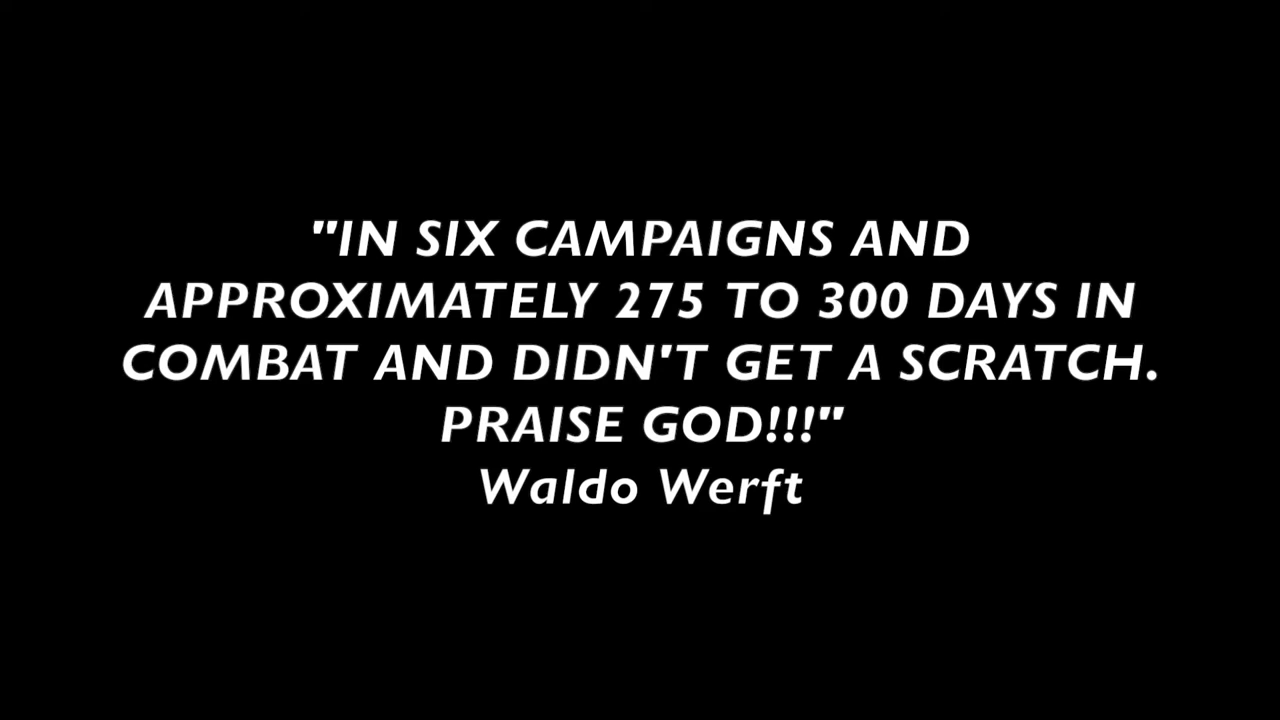 "IN SIX CAMPAIGNS AND
APPROXIMATELY 275 TO 300 DAYS IN
COMBAT AND DIDN'T GET A SCRATCH.
PRAISE GOD!!!"
Waldo Werft